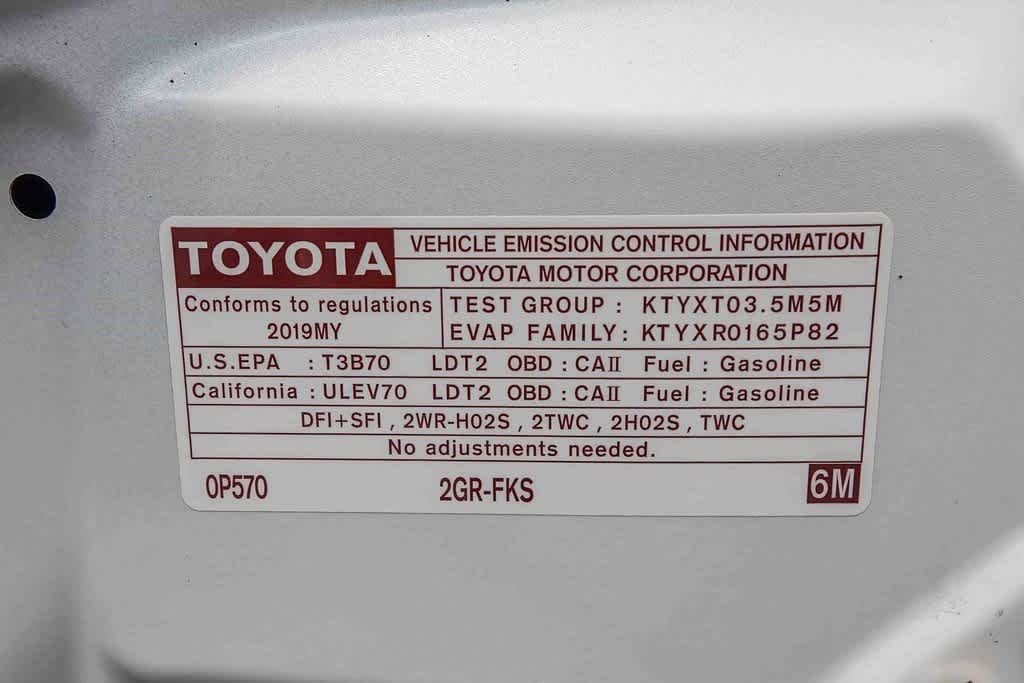 TOYOTA VEHICLE EMISSION CONTROL INFORMATION
TOYOTA MOTOR CORPORATION
Conforms to regulations
2019MY
TEST GROUP : KTYXT03.5M5M
EVAP FAMILY : KTYXR0165P82
U.S.EPA : T3B70 LDT2 OBD : CAⅡ Fuel : Gasoline
California : ULEV70 LDT2 OBD : CAⅡ Fuel : Gasoline
DFI+SFI , 2WR-HO2S , 2TWC , 2HO2S , TWC
No adjustments needed.
0P570 2GR-FKS 6M